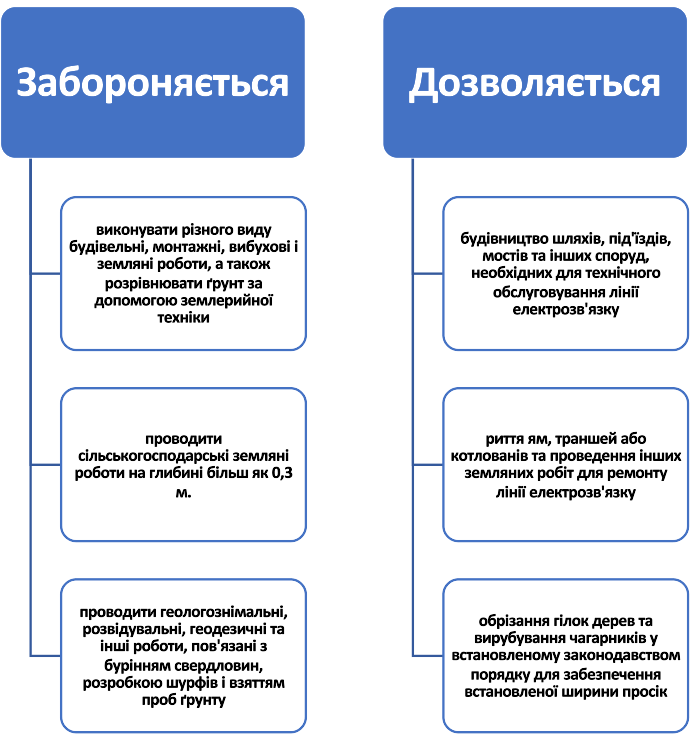 Забороняється
виконувати різного виду
будівельні, монтажні, вибухові і
земляні роботи, а також
розрівнювати ґрунт за
допомогою землерийної
техніки
проводити
сільськогосподарські земляні
роботи на глибині більш як 0,3
м.
проводити геологознімальні,
розвідувальні, геодезичні та
інші роботи, пов'язані з
бурінням свердловин,
розробкою шурфів і взяттям
проб ґрунту
Дозволяється
будівництво шляхів, під'їздів,
мостів та інших споруд,
необхідних для технічного
обслуговування лінії
електрозв'язку
риття ям, траншей або
котлованів та проведення інших
земляних робіт для ремонту
лінії електрозв'язку
обрізання гілок дерев та
вирубування чагарників у
встановленому законодавством
порядку для забезпечення
встановленої ширини просік